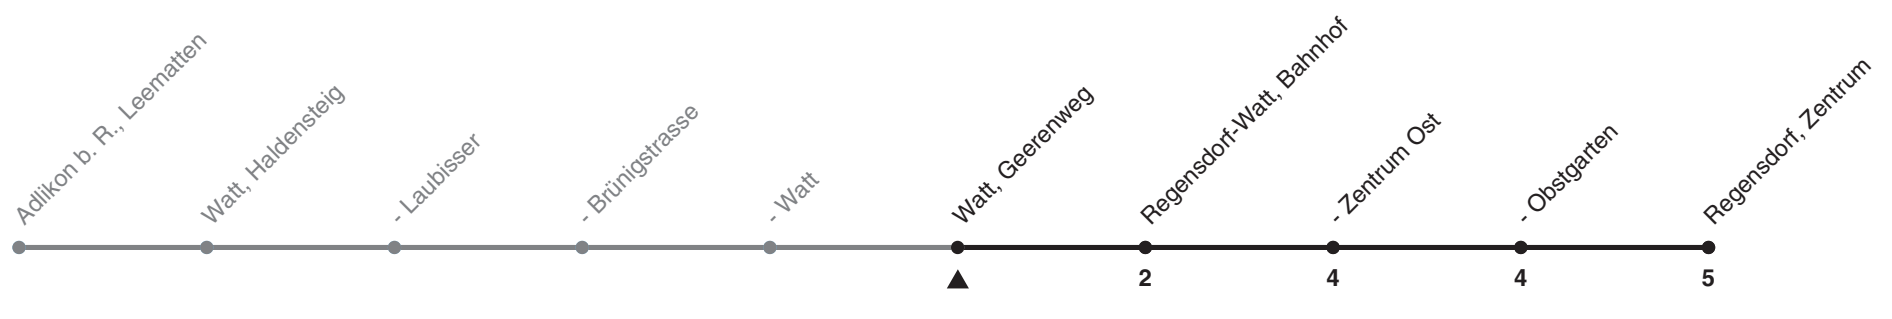 Adlikon b. R., Leematten
Watt, Haldensteig
- Laubisser
- Brünigstrasse
- Watt
Watt, Geerenweg
Regensdorf-Watt, Bahnhof
- Zentrum Ost
- Obstgarten
Regensdorf, Zentrum
2
4
4
5